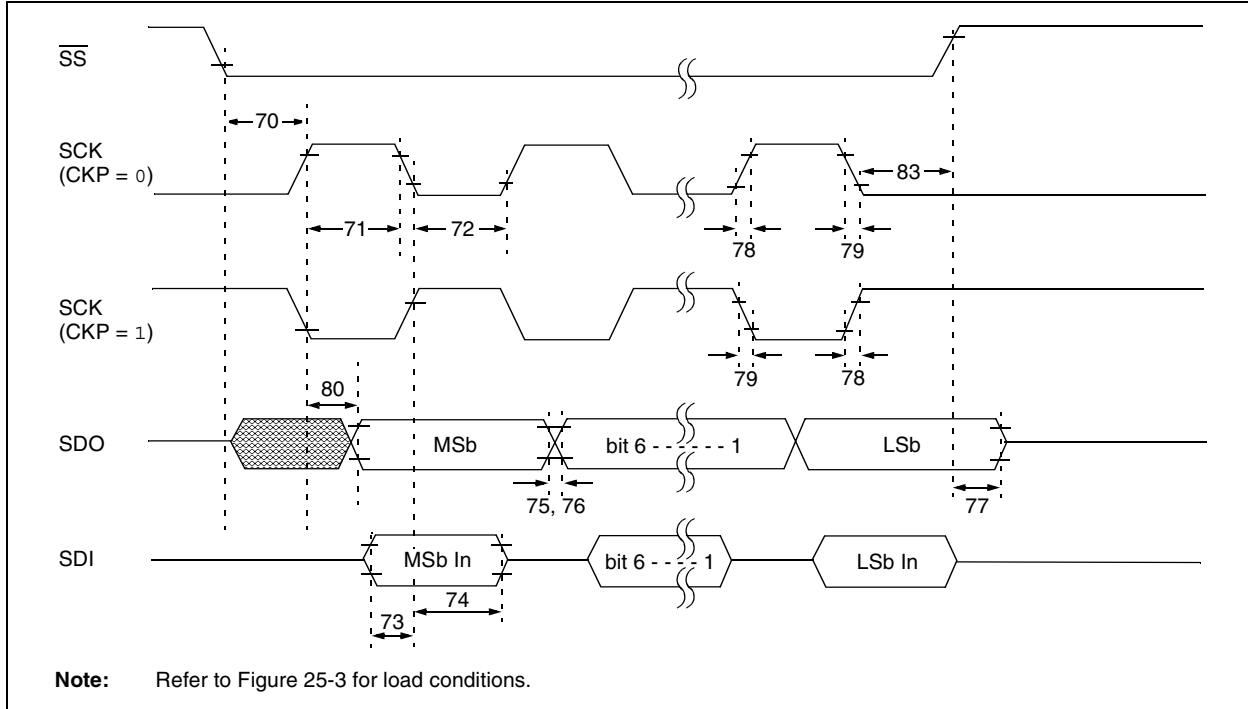 SS
70
SCK
(CKP = 0)
83
71
72
78
79
SCK
(CKP = 1)
79
78
80
SDO
MSb
bit 6 - - - - - - 1
LSb
75, 76
77
SDI
MSb In
bit 6 - - - - 1
LSb In
74
73
Note: Refer to Figure 25-3 for load conditions.